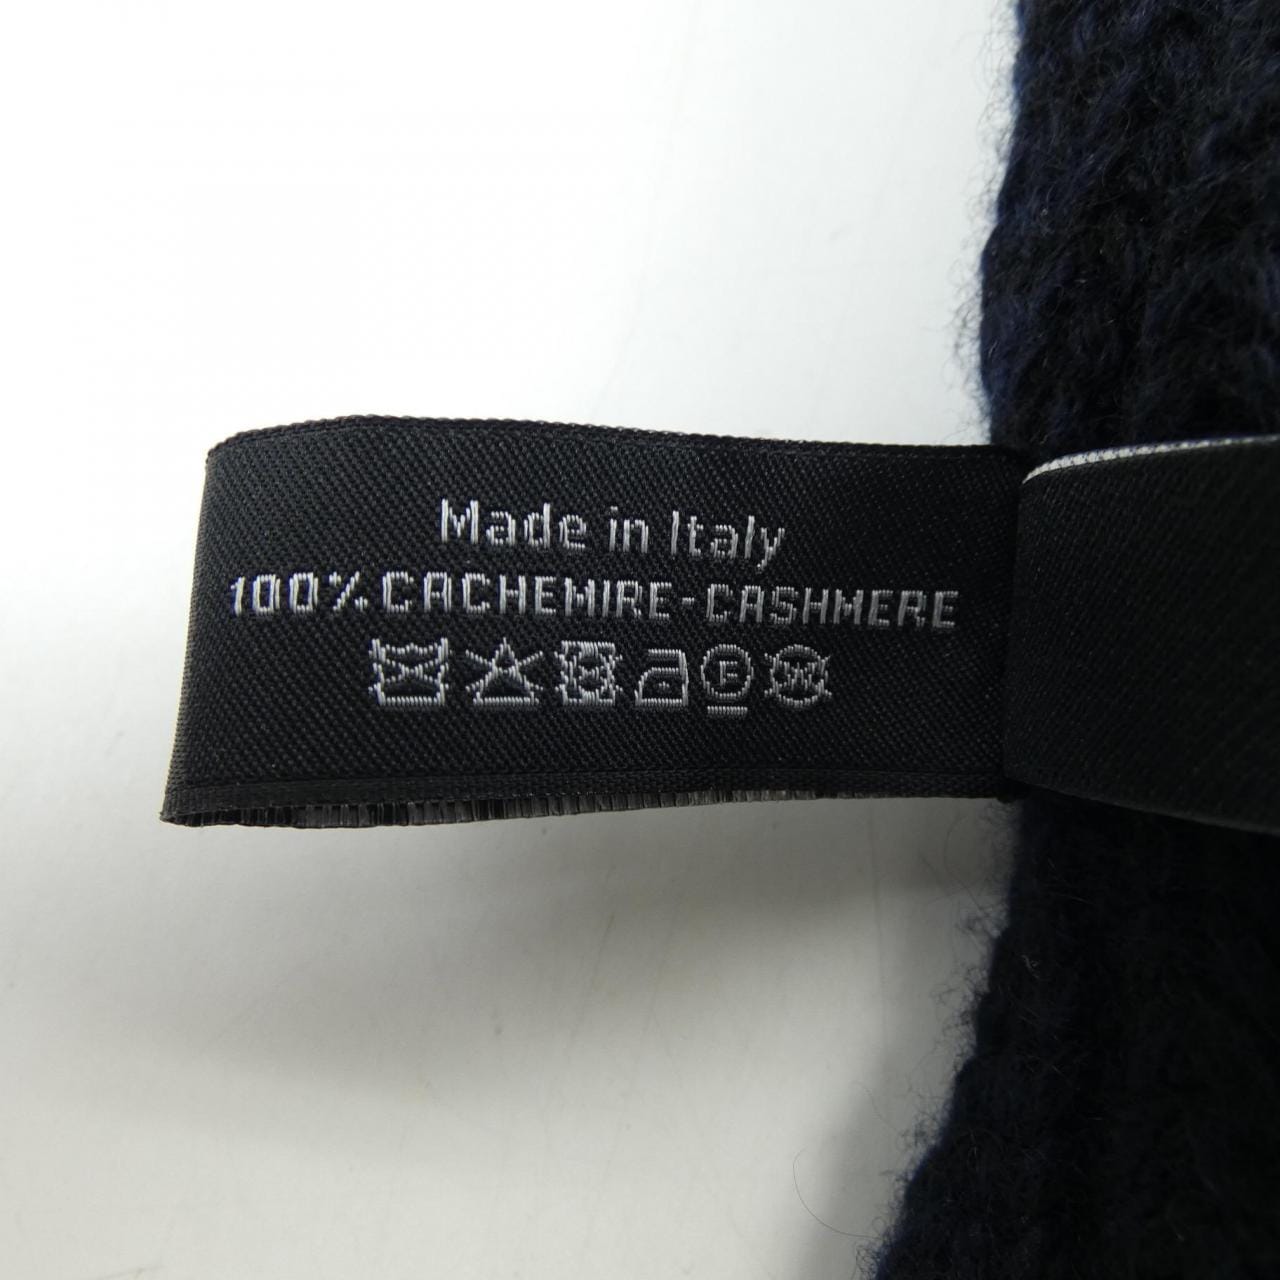 Made in Italy
100% CACHEMIRE-CASHMERE
P W